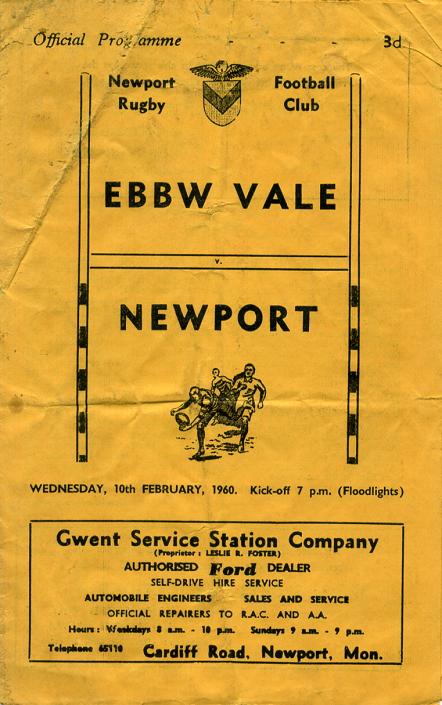 Official Programme 3d
Newport Football
Rugby Club
EBBW VALE
v.
NEWPORT
WEDNESDAY, 10th FEBRUARY, 1960. Kick-off 7 p.m. (Floodlights)
Gwent Service Station Company
(Proprietor : LESLIE R. FOSTER)
AUTHORISED Ford DEALER
SELF-DRIVE HIRE SERVICE
AUTOMOBILE ENGINEERS SALES AND SERVICE
OFFICIAL REPAIRERS TO R.A.C. AND A.A.
Hours : Weekdays 8 a.m. - 10 p.m. Sundays 9 a.m. - 9 p.m.
Telephone 65110 Cardiff Road, Newport, Mon.